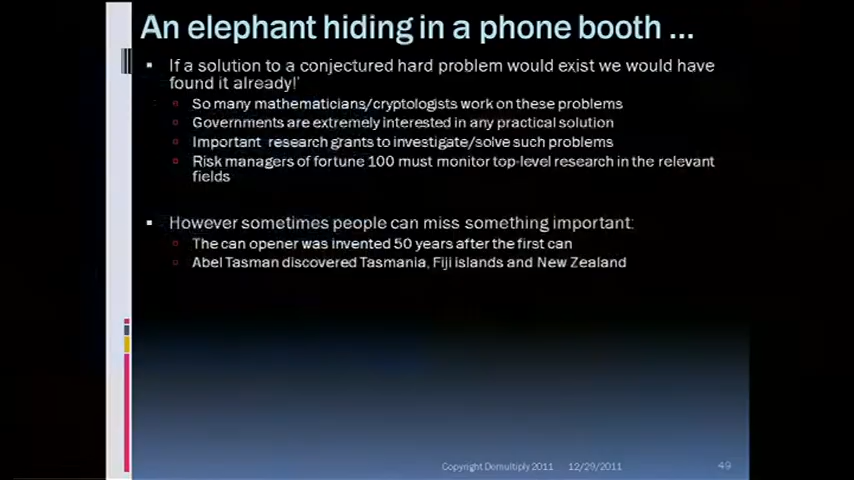 An elephant hiding in a phone booth ...
If a solution to a conjectured hard problem would exist we would have
found it already!'
So many mathematicians/cryptologists work on these problems
Governments are extremely interested in any practical solution
Important research grants to investigate/solve such problems
Risk managers of fortune 100 must monitor top-level research in the relevant
fields
However sometimes people can miss something important:
The can opener was invented 50 years after the first can
Abel Tasman discovered Tasmania, Fiji islands and New Zealand
Copyright Demultiply 2011 12/29/2011 49